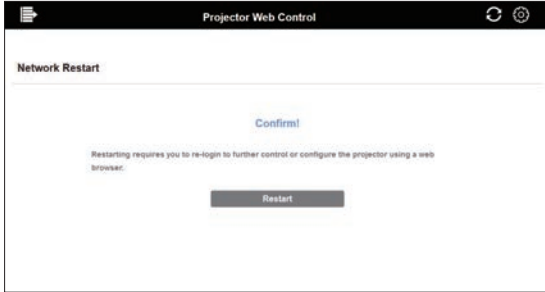 Projector Web Control
Network Restart
Confirm!
Restarting requires you to re-login to further control or configure the projector using a web
browser.
Restart